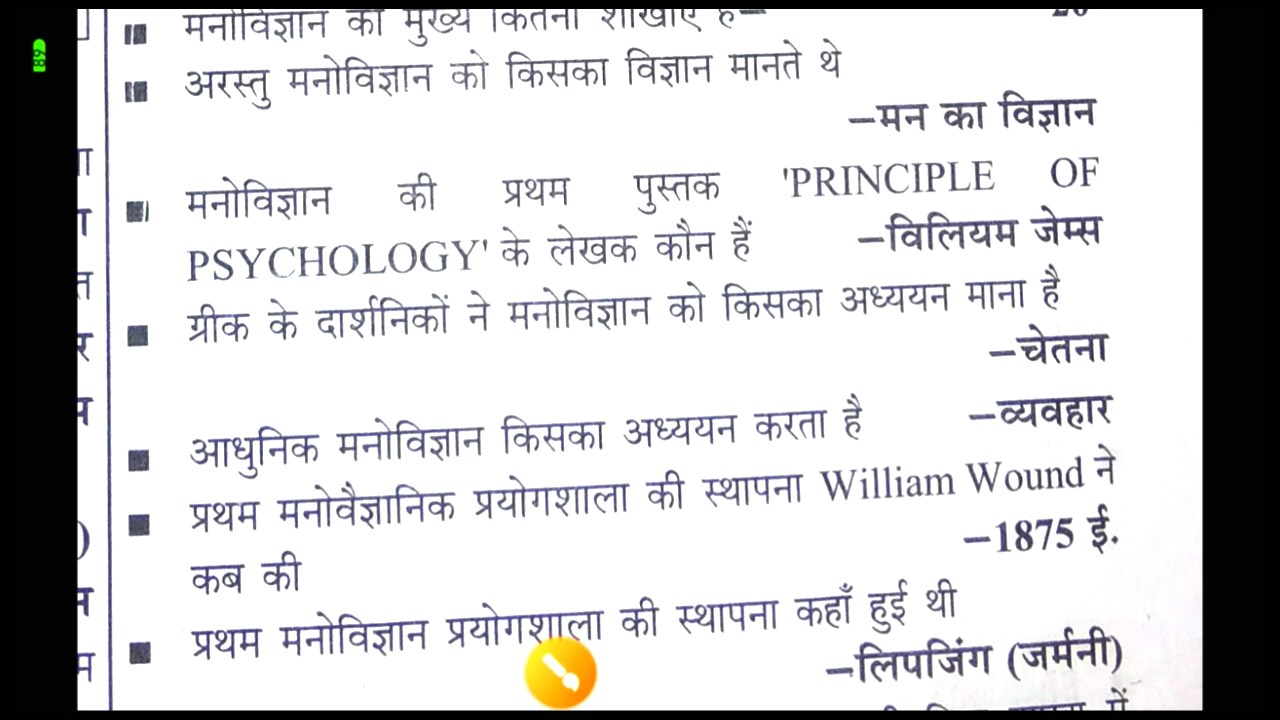 मनोविज्ञान की मुख्य कितनी शाखाएँ हैं–
अरस्तु मनोविज्ञान को किसका विज्ञान मानते थे
–मन का विज्ञान
मनोविज्ञान की प्रथम पुस्तक 'PRINCIPLE OF
PSYCHOLOGY' के लेखक कौन हैं –विलियम जेम्स
ग्रीक के दार्शनिकों ने मनोविज्ञान को किसका अध्ययन माना है
–चेतना
आधुनिक मनोविज्ञान किसका अध्ययन करता है –व्यवहार
प्रथम मनोवैज्ञानिक प्रयोगशाला की स्थापना William Wound ने
–1875 ई.
कब की
प्रथम मनोविज्ञान प्रयोगशाला की स्थापना कहाँ हुई थी
–लिपजिंग (जर्मनी)